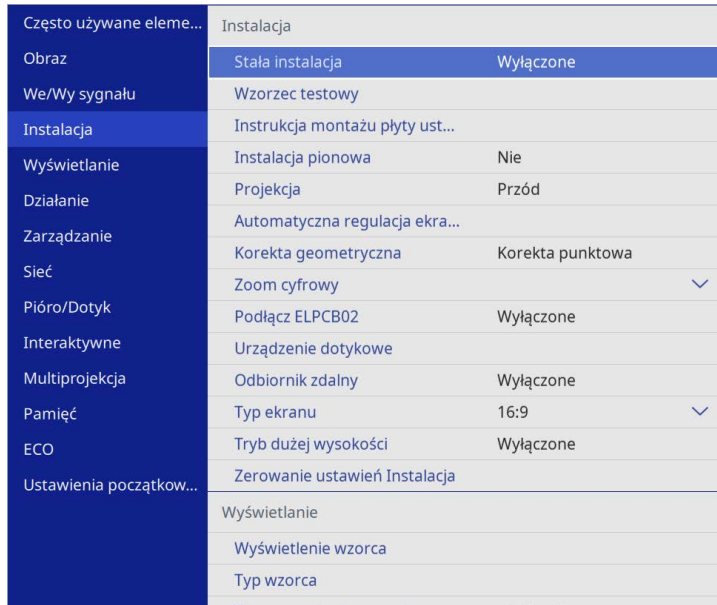 Często używane eleme...
Obraz
We/Wy sygnału
Instalacja
Wyświetlanie
Działanie
Zarządzanie
Sieć
Pióro/Dotyk
Interaktywne
Multiprojekcja
Pamięć
ECO
Ustawienia początkow...
Instalacja
Stała instalacja Wyłączone
Wzorzec testowy
Instrukcja montażu płyty ust...
Instalacja pionowa Nie
Projekcja Przód
Automatyczna regulacja ekra...
Korekta geometryczna Korekta punktowa
Zoom cyfrowy
Podłącz ELPCB02 Wyłączone
Urządzenie dotykowe
Odbiornik zdalny Wyłączone
Typ ekranu 16:9
Tryb dużej wysokości Wyłączone
Zerowanie ustawień Instalacja
Wyświetlanie
Wyświetlenie wzorca
Typ wzorca